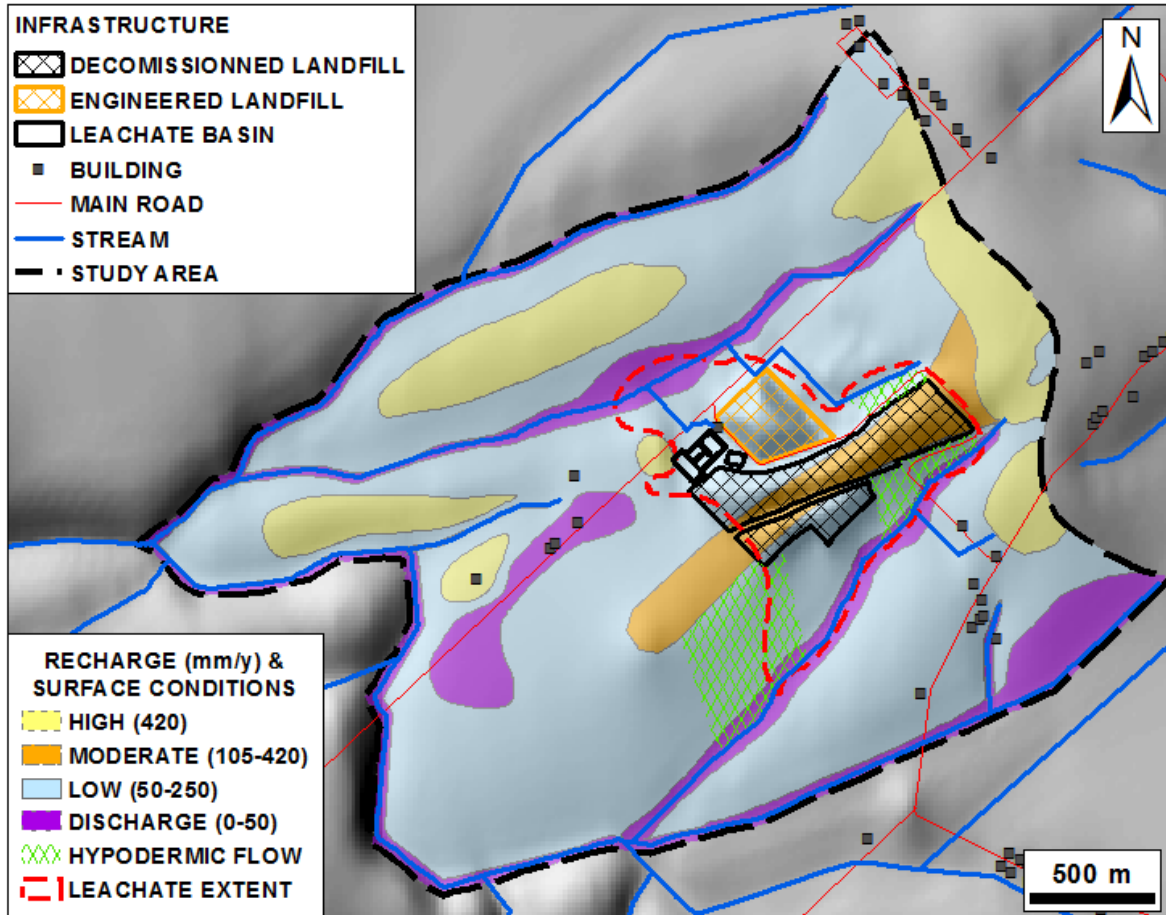 INFRASTRUCTURE
DECOMISSIONNED LANDFILL
ENGINEERED LANDFILL
LEACHATE BASIN
BUILDING
MAIN ROAD
STREAM
STUDY AREA
N
RECHARGE (mm/y) &
SURFACE CONDITIONS
HIGH (420)
MODERATE (105-420)
LOW (50-250)
DISCHARGE (0-50)
HYPODERMIC FLOW
LEACHATE EXTENT
500 m